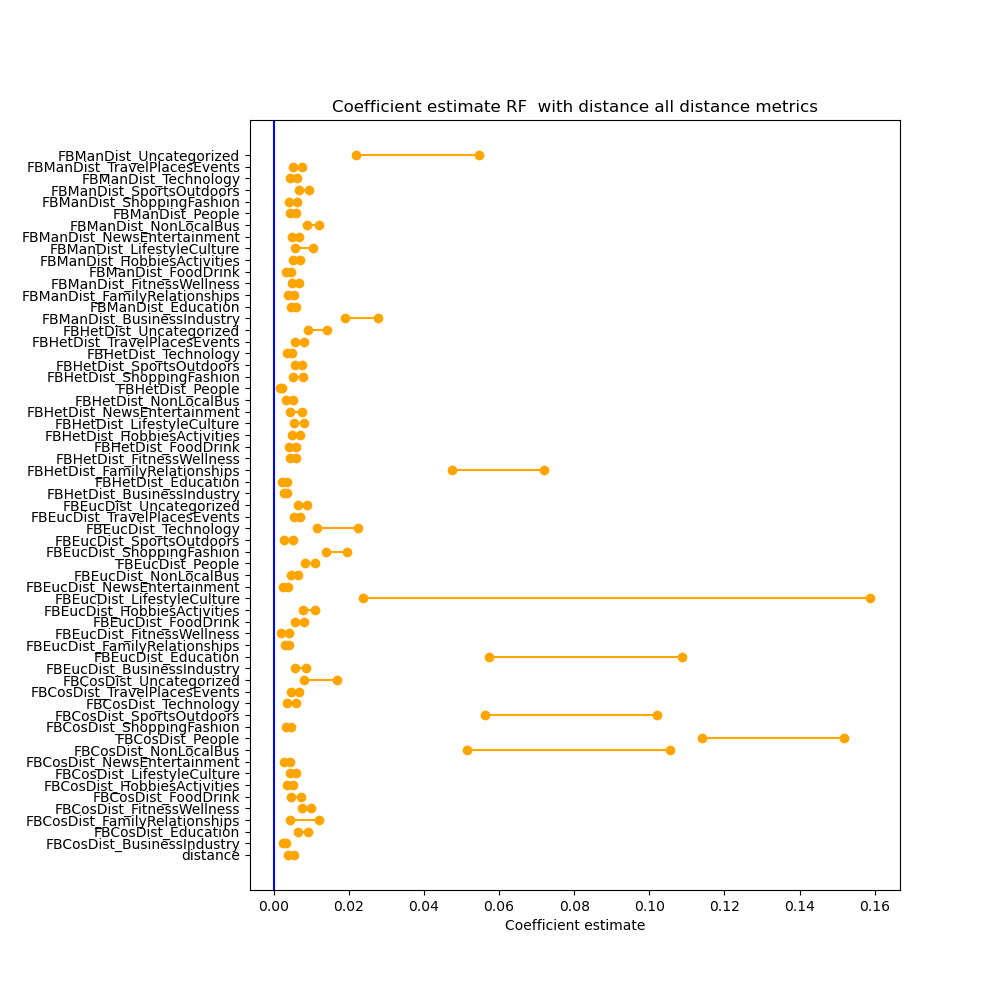 Coefficient estimate RF  with distance all distance metrics
FBManDist_Uncategorized
FBManDist_TravelPlacesEvents
FBManDist_Technology
FBManDist_SportsOutdoors
FBManDist_ShoppingFashion
FBManDist_People
FBManDist_NonLocalBus
FBManDist_NewsEntertainment
FBManDist_LifestyleCulture
FBManDist_HobbiesActivities
FBManDist_FoodDrink
FBManDist_FitnessWellness
FBManDist_FamilyRelationships
FBManDist_Education
FBManDist_BusinessIndustry
FBHetDist_Uncategorized
FBHetDist_TravelPlacesEvents
FBHetDist_Technology
FBHetDist_SportsOutdoors
FBHetDist_ShoppingFashion
FBHetDist_People
FBHetDist_NonLocalBus
FBHetDist_NewsEntertainment
FBHetDist_LifestyleCulture
FBHetDist_HobbiesActivities
FBHetDist_FoodDrink
FBHetDist_FitnessWellness
FBHetDist_FamilyRelationships
FBHetDist_Education
FBHetDist_BusinessIndustry
FBEucDist_Uncategorized
FBEucDist_TravelPlacesEvents
FBEucDist_Technology
FBEucDist_SportsOutdoors
FBEucDist_ShoppingFashion
FBEucDist_People
FBEucDist_NonLocalBus
FBEucDist_NewsEntertainment
FBEucDist_LifestyleCulture
FBEucDist_HobbiesActivities
FBEucDist_FoodDrink
FBEucDist_FitnessWellness
FBEucDist_FamilyRelationships
FBEucDist_Education
FBEucDist_BusinessIndustry
FBCosDist_Uncategorized
FBCosDist_TravelPlacesEvents
FBCosDist_Technology
FBCosDist_SportsOutdoors
FBCosDist_ShoppingFashion
FBCosDist_People
FBCosDist_NonLocalBus
FBCosDist_NewsEntertainment
FBCosDist_LifestyleCulture
FBCosDist_HobbiesActivities
FBCosDist_FoodDrink
FBCosDist_FitnessWellness
FBCosDist_FamilyRelationships
FBCosDist_Education
FBCosDist_BusinessIndustry
distance
0.00 0.02 0.04 0.06 0.08 0.10 0.12 0.14 0.16
Coefficient estimate